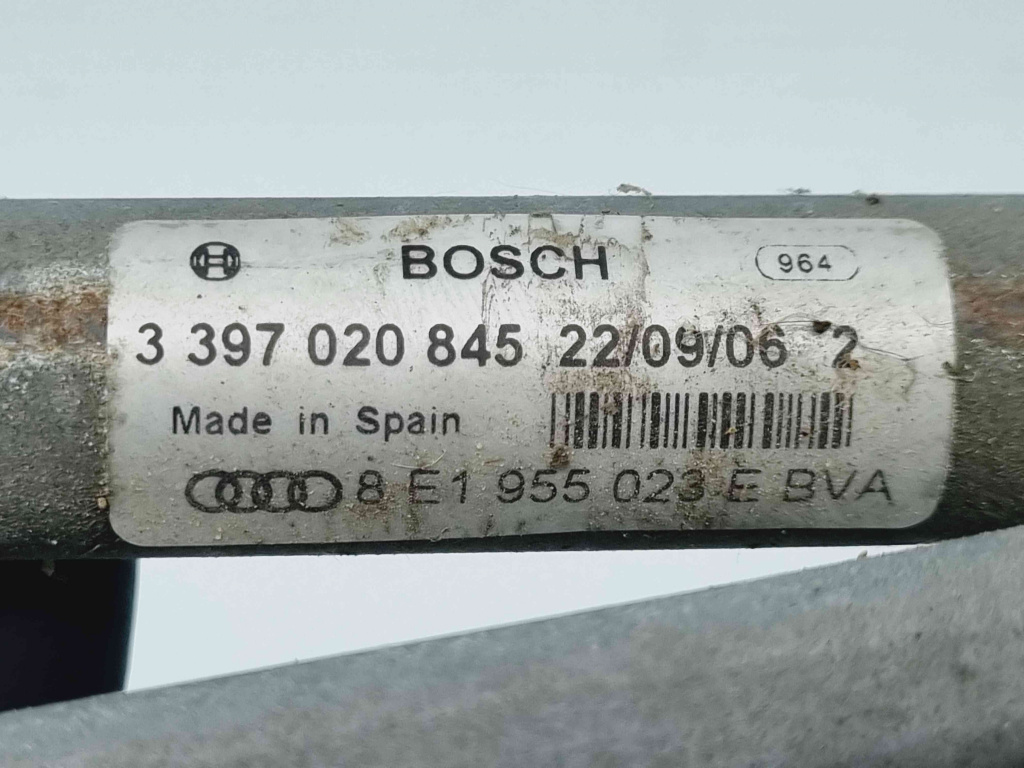 BOSCH 964
3 397 020 845 22/09/06 2
Made in Spain
8 E1 955 023 E BVA